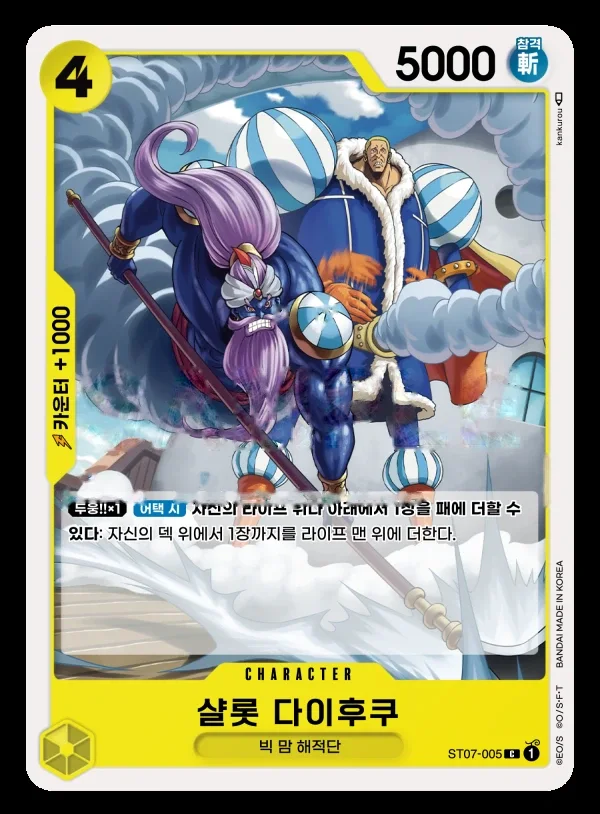 4
5000
참격
斬
kankurou
카운터 +1000
두웅!!×1 어택 시 자신의 라이프 위나 아래에서 1장을 패에 더할 수
있다: 자신의 덱 위에서 1장까지를 라이프 맨 위에 더한다.
CHARACTER
샬롯 다이후쿠
빅 맘 해적단
ST07-005 C 1
©EO/S ©O/S·F·T BANDAI MADE IN KOREA